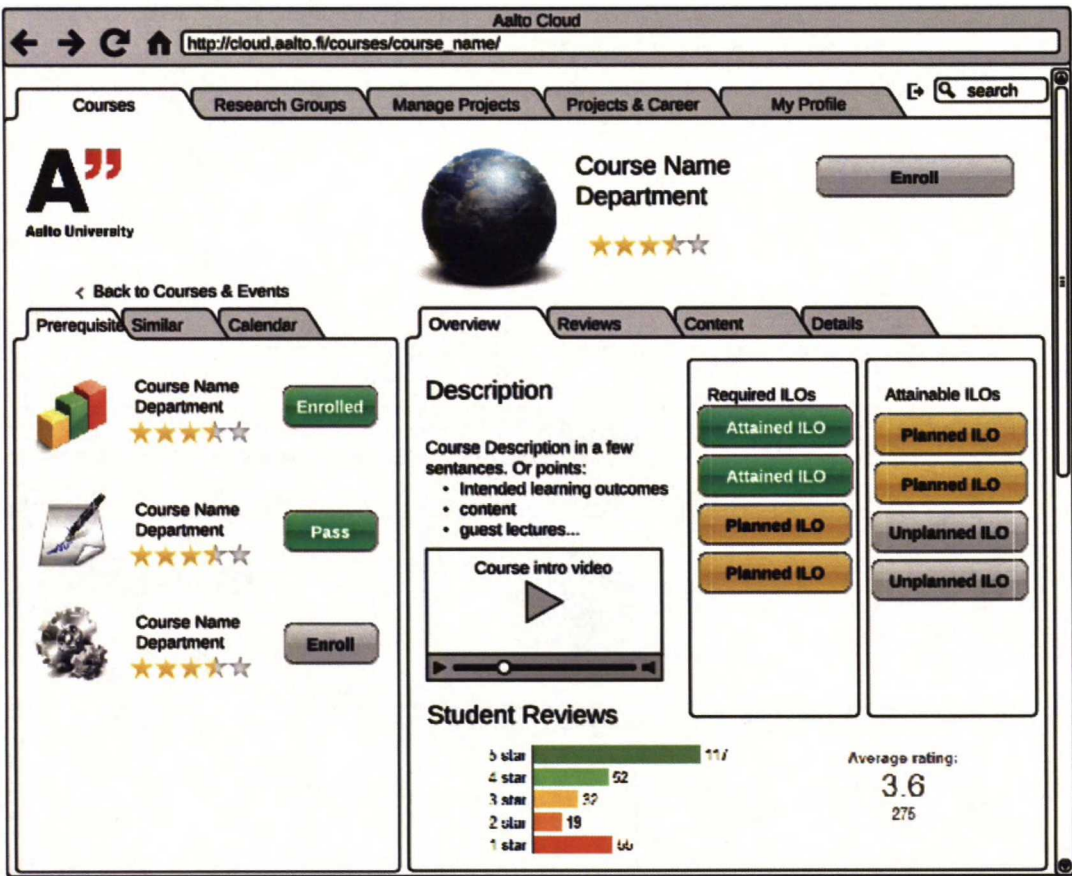 Aalto Cloud
http://cloud.aalto.fi/courses/course_name/
search
Courses
Research Groups
Manage Projects
Projects & Career
My Profile
A”
Aalto University
Course Name
Department
Enroll
< Back to Courses & Events
Prerequisite
Similar
Calendar
Course Name
Department
Enrolled
Course Name
Department
Pass
Course Name
Department
Enroll
Overview
Reviews
Content
Details
Description
Course Description in a few
sentences. Or points:
• Intended learning outcomes
• content
• guest lectures...
Course intro video
Required ILOs
Attained ILO
Attained ILO
Planned ILO
Planned ILO
Attainable ILOs
Planned ILO
Planned ILO
Unplanned ILO
Unplanned ILO
Student Reviews
5 star 117
4 star 52
3 star 32
2 star 19
1 star 55
Average rating:
3.6
275